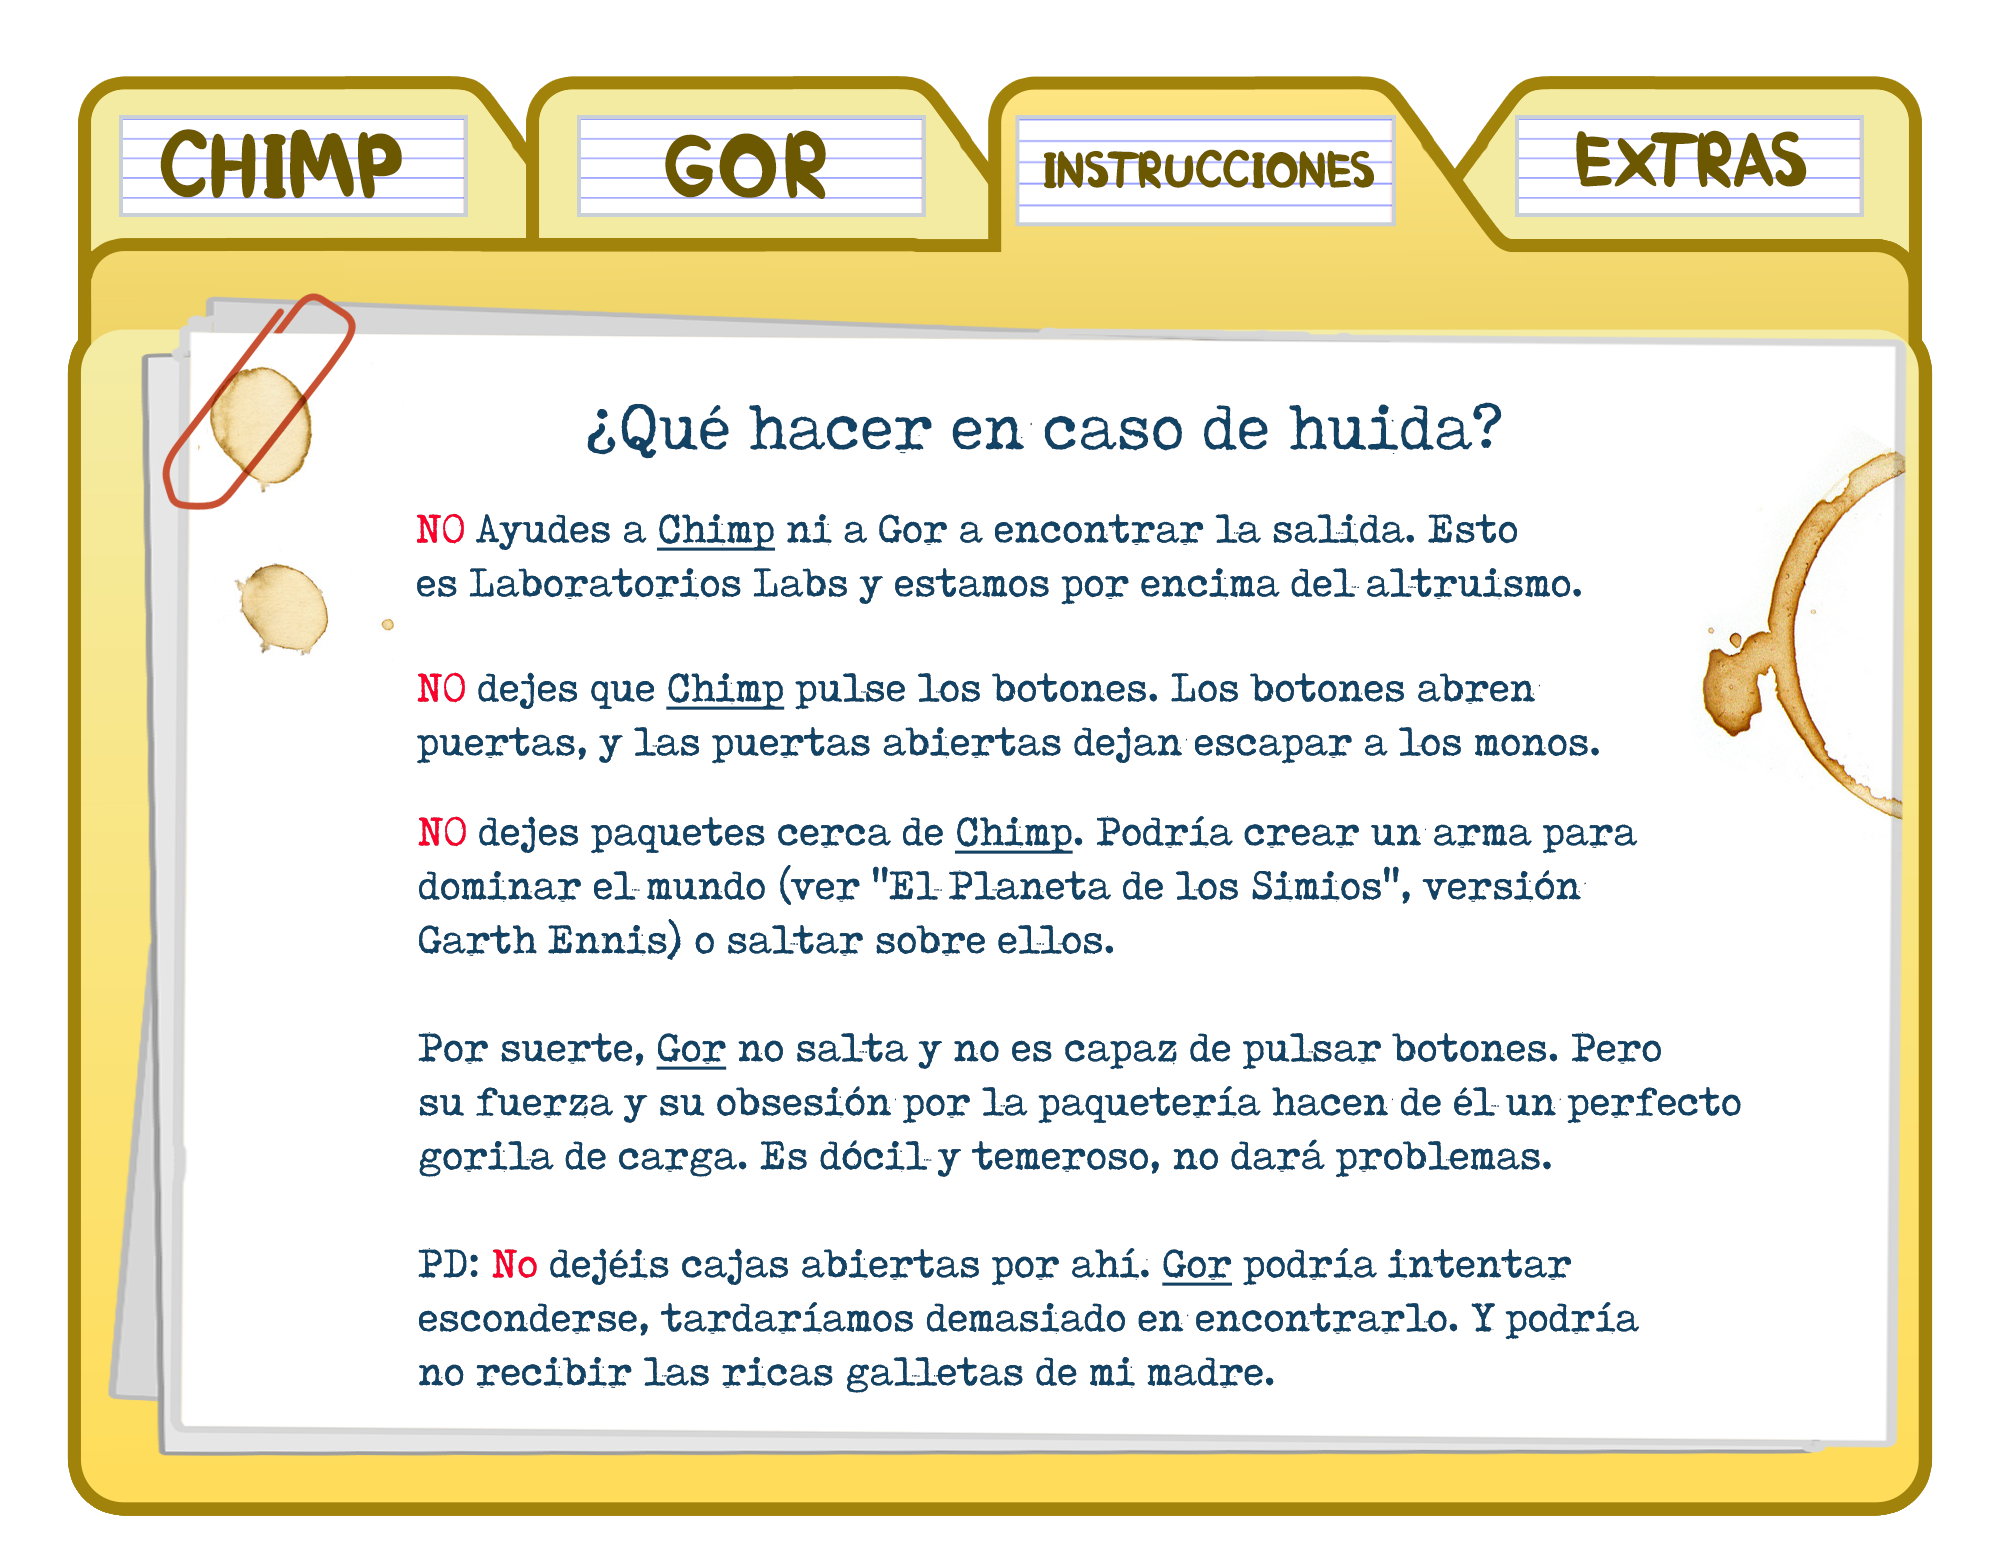 CHIMP
GOR
INSTRUCCIONES
EXTRAS
¿Qué hacer en caso de huida?
NO Ayudes a Chimp ni a Gor a encontrar la salida. Esto
es Laboratorios Labs y estamos por encima del altruismo.
NO dejes que Chimp pulse los botones. Los botones abren
puertas, y las puertas abiertas dejan escapar a los monos.
NO dejes paquetes cerca de Chimp. Podría crear un arma para
dominar el mundo (ver "El Planeta de los Simios", versión
Garth Ennis) o saltar sobre ellos.
Por suerte, Gor no salta y no es capaz de pulsar botones. Pero
su fuerza y su obsesión por la paquetería hacen de él un perfecto
gorila de carga. Es dócil y temeroso, no dará problemas.
PD: No dejéis cajas abiertas por ahí. Gor podría intentar
esconderse, tardaríamos demasiado en encontrarlo. Y podría
no recibir las ricas galletas de mi madre.